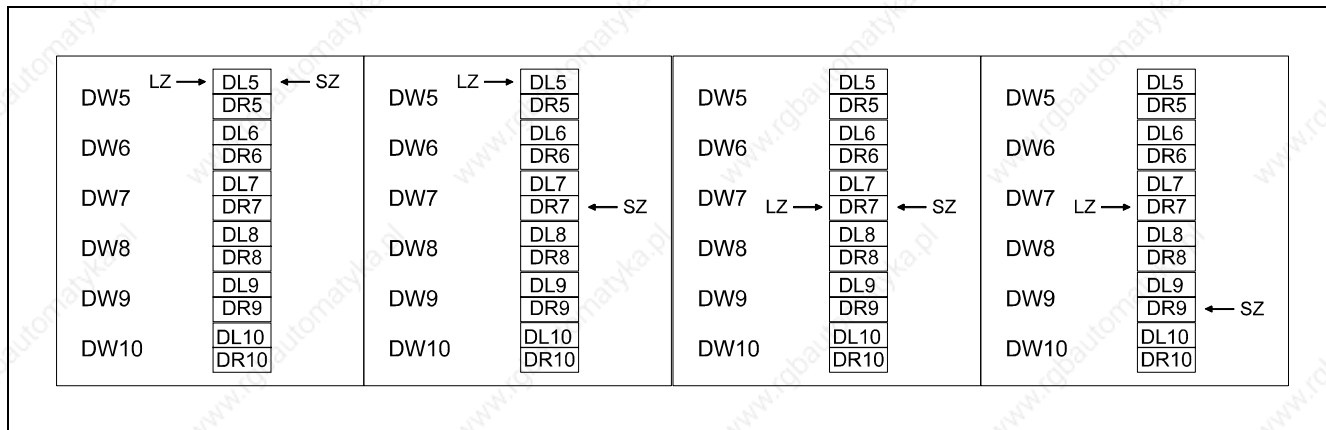 LZ → DL5 ← SZ
DW5
DR5
DL6
DW6
DR6
DL7
DW7
DR7
DL8
DW8
DR8
DL9
DW9
DR9
DL10
DW10
DR10
LZ → DL5
DW5
DR5
DL6
DW6
DR6
DL7
DW7
DR7 ← SZ
DL8
DW8
DR8
DL9
DW9
DR9
DL10
DW10
DR10
DL5
DW5
DR5
DL6
DW6
DR6
DL7
DW7
LZ → DR7 ← SZ
DL8
DW8
DR8
DL9
DW9
DR9
DL10
DW10
DR10
DL5
DW5
DR5
DL6
DW6
DR6
DL7
DW7
LZ → DR7
DL8
DW8
DR8
DL9
DW9
DR9 ← SZ
DL10
DW10
DR10
www.rgbautomatyka.pl